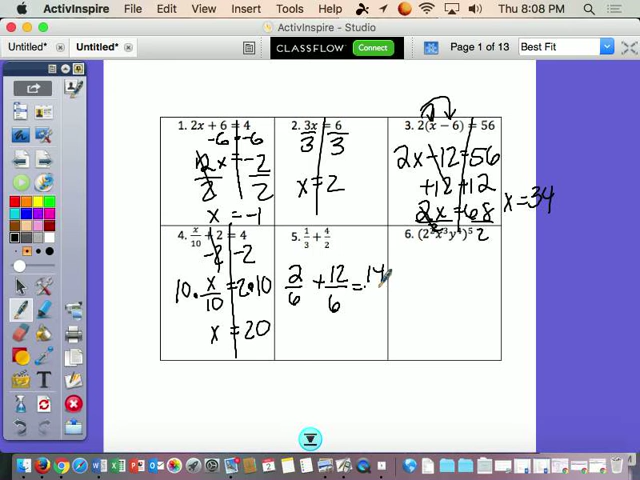 ActivInspire File Edit View Insert Tools Help Thu 8:08 PM
ActivInspire - Studio
Untitled* Untitled* CLASSFLOW Connect Page 1 of 13 Best Fit
1. 2x + 6 = 4
-6 -6
2x = -2
2 2
x = -1
2. 3x = 6
3 3
x = 2
3. 2(x − 6) = 56
2x - 12 = 56
+12 +12
2x = 68
2 2
x = 34
4. x/10 + 2 = 4
-2 -2
10 · x/10 = 2 · 10
x = 20
5. 1/3 + 4/2
2/6 + 12/6 = 14
6. (2²x³y⁴)⁵